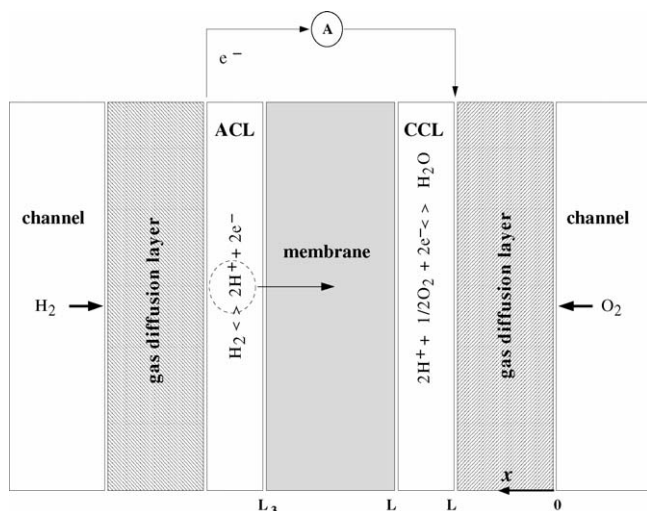 A
e⁻
ACL
CCL
channel
gas diffusion layer
H₂ < > 2H⁺ + 2e⁻
membrane
2H⁺ + 1/2O₂ + 2e⁻< > H₂O
gas diffusion layer
channel
H₂
O₂
x
L₃
L
L
0